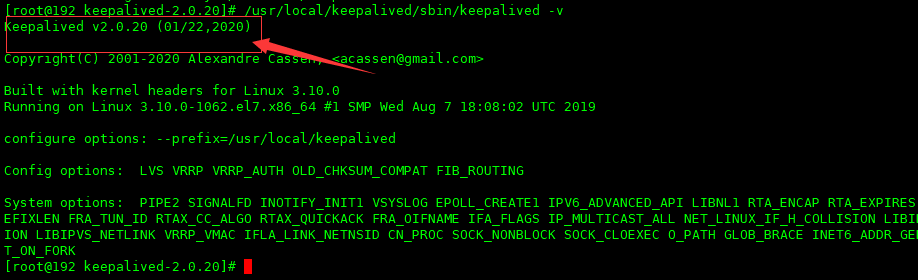 [root@192 keepalived-2.0.20]# /usr/local/keepalived/sbin/keepalived -v
Keepalived v2.0.20 (01/22,2020)
Copyright(C) 2001-2020 Alexandre Cassen, <acassen@gmail.com>
Built with kernel headers for Linux 3.10.0
Running on Linux 3.10.0-1062.el7.x86_64 #1 SMP Wed Aug 7 18:08:02 UTC 2019
configure options: --prefix=/usr/local/keepalived
Config options:  LVS VRRP VRRP_AUTH OLD_CHKSUM_COMPAT FIB_ROUTING
System options:  PIPE2 SIGNALFD INOTIFY_INIT1 VSYSLOG EPOLL_CREATE1 IPV6_ADVANCED_API LIBNL1 RTA_ENCAP RTA_EXPIRES
EFIXLEN FRA_TUN_ID RTAX_CC_ALGO RTAX_QUICKACK FRA_OIFNAME IFA_FLAGS IP_MULTICAST_ALL NET_LINUX_IF_H_COLLISION
ION LIBIPVS_NETLINK VRRP_VMAC IFLA_LINK_NETNSID CN_PROC SOCK_NONBLOCK SOCK_CLOEXEC O_PATH GLOB_BRACE
T_ON_FORK
[root@192 keepalived-2.0.20]#